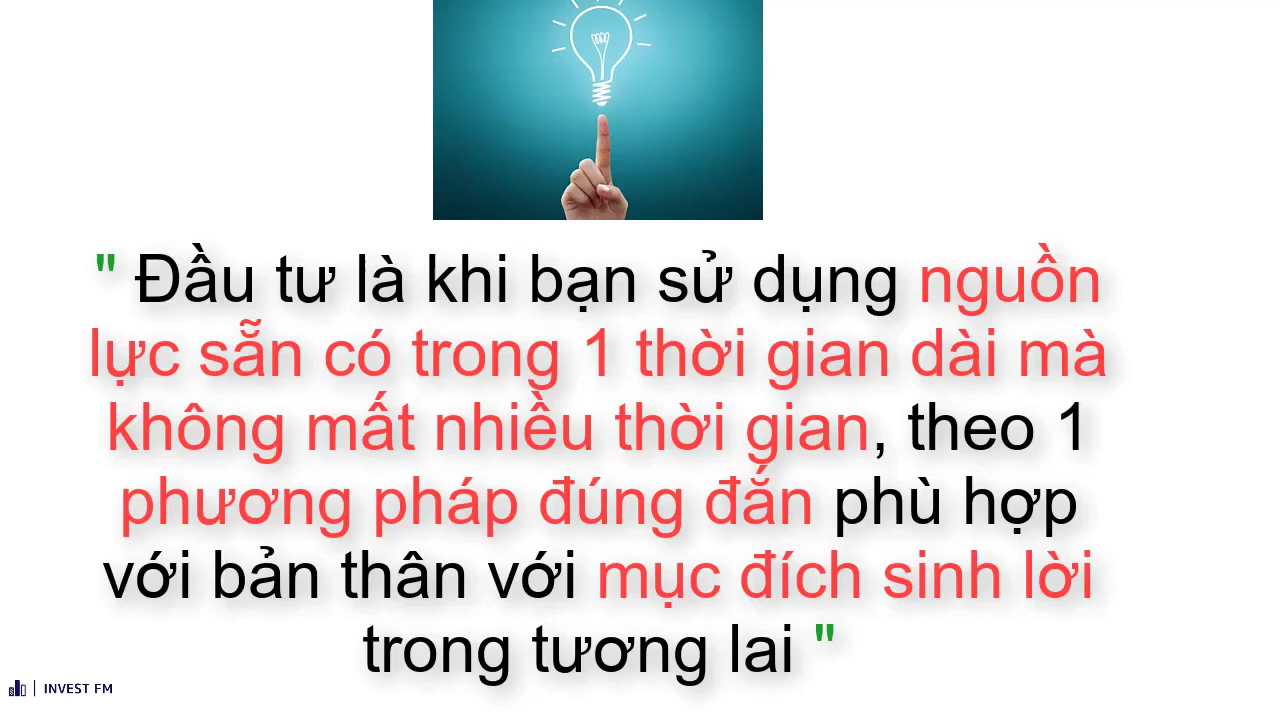 " Đầu tư là khi bạn sử dụng nguồn
lực sẵn có trong 1 thời gian dài mà
không mất nhiều thời gian, theo 1
phương pháp đúng đắn phù hợp
với bản thân với mục đích sinh lời
trong tương lai "
INVEST FM